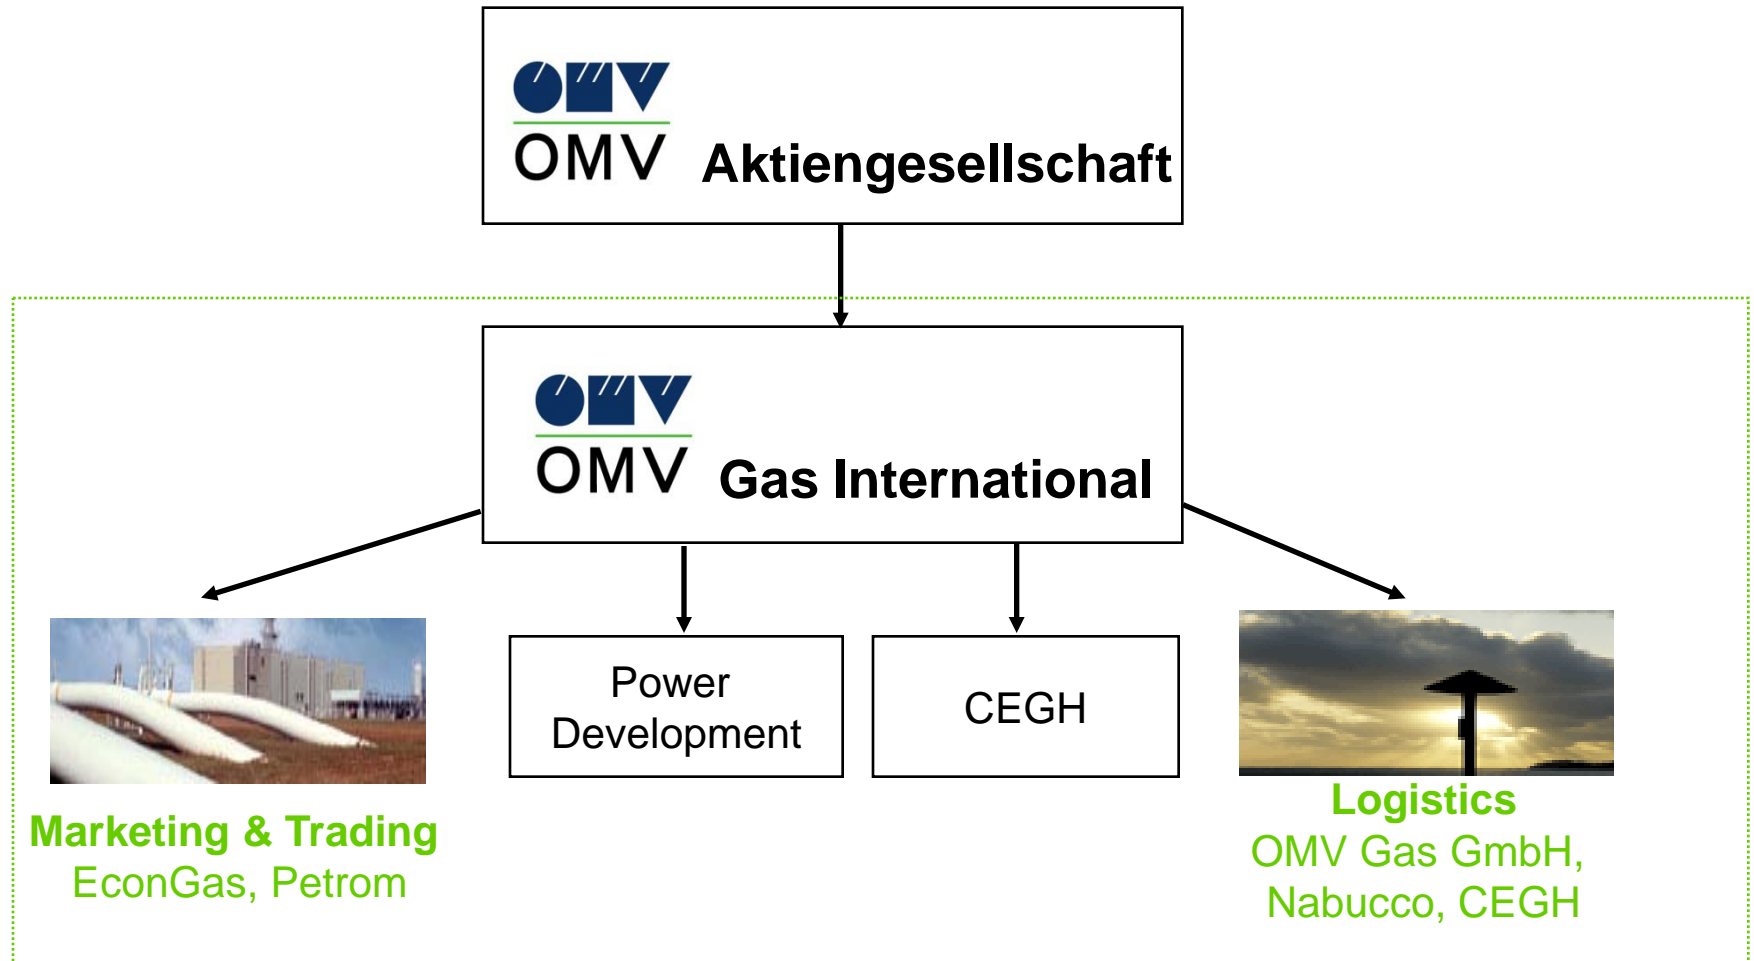 OMV
OMV Aktiengesellschaft
OMV
OMV Gas International
Power
Development
CEGH
Marketing & Trading
EconGas, Petrom
Logistics
OMV Gas GmbH,
Nabucco, CEGH